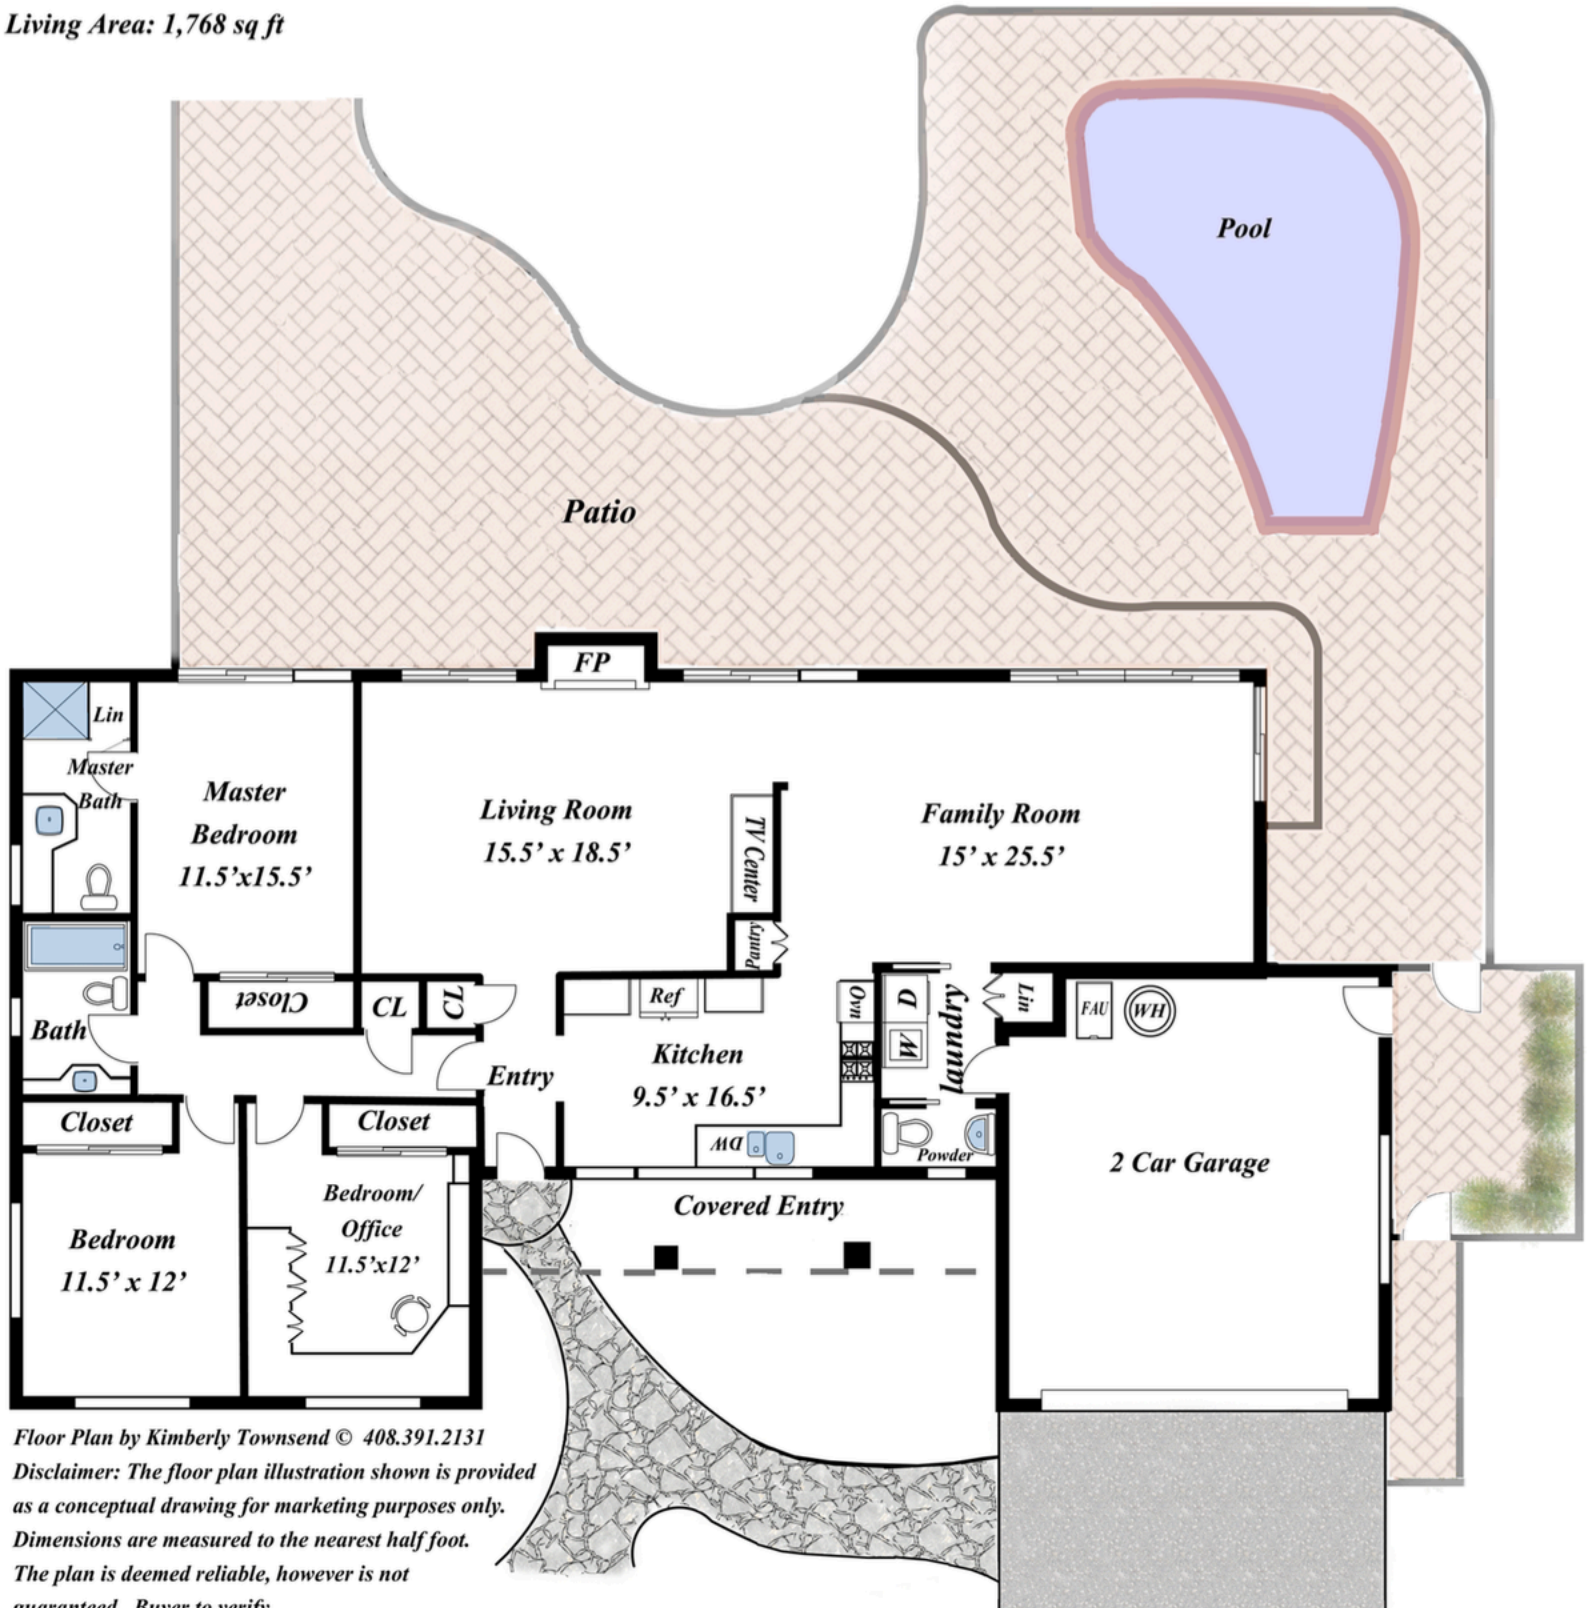 Living Area: 1,768 sq ft
Pool
Patio
FP
Lin
Master
Bath
Master
Bedroom
11.5’x15.5’
Living Room
15.5’ x 18.5’
TV Center
Family Room
15’ x 25.5’
Pantry
Closet
CL
CL
Bath
Entry
Ref
Kitchen
9.5’ x 16.5’
Ovn
D
W
laundry
Lin
FAU
WH
Closet
Closet
DW
Powder
2 Car Garage
Covered Entry
Bedroom
11.5’ x 12’
Bedroom/
Office
11.5’x12’
Floor Plan by Kimberly Townsend © 408.391.2131
Disclaimer: The floor plan illustration shown is provided
as a conceptual drawing for marketing purposes only.
Dimensions are measured to the nearest half foot.
The plan is deemed reliable, however is not
guaranteed. Buyer to verify